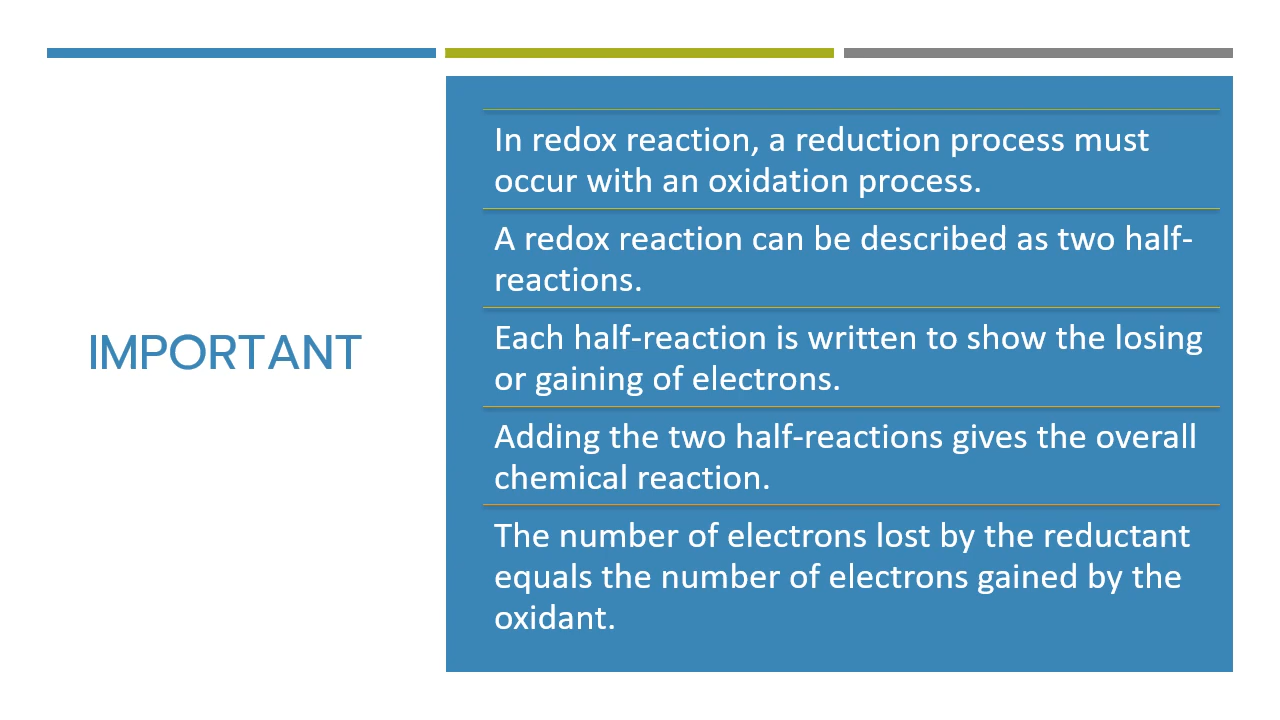 IMPORTANT
In redox reaction, a reduction process must
occur with an oxidation process.
A redox reaction can be described as two half-
reactions.
Each half-reaction is written to show the losing
or gaining of electrons.
Adding the two half-reactions gives the overall
chemical reaction.
The number of electrons lost by the reductant
equals the number of electrons gained by the
oxidant.